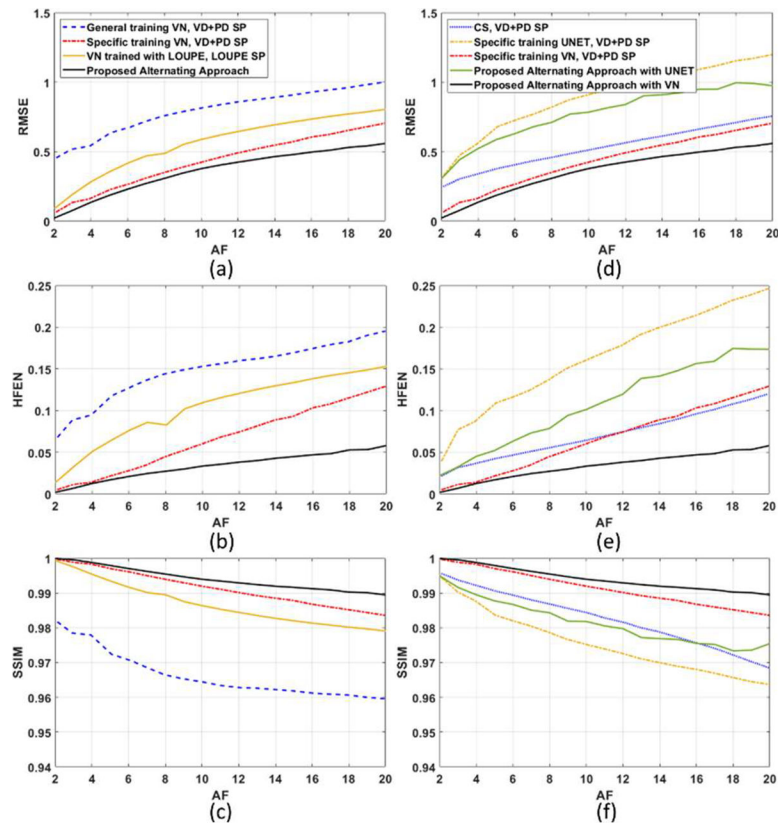 1.5
General training VN, VD+PD SP
Specific training VN, VD+PD SP
VN trained with LOUPE, LOUPE SP
Proposed Alternating Approach
1
RMSE
0.5
0
2 4 6 8 10 12 14 16 18 20
AF
(a)
1.5
CS, VD+PD SP
Specific training UNET, VD+PD SP
Specific training VN, VD+PD SP
Proposed Alternating Approach with UNET
Proposed Alternating Approach with VN
1
RMSE
0.5
0
2 4 6 8 10 12 14 16 18 20
AF
(d)
0.25
0.2
0.15
HFEN
0.1
0.05
0
2 4 6 8 10 12 14 16 18 20
AF
(b)
0.25
0.2
0.15
HFEN
0.1
0.05
0
2 4 6 8 10 12 14 16 18 20
AF
(e)
1
0.99
0.98
SSIM
0.97
0.96
0.95
0.94
2 4 6 8 10 12 14 16 18 20
AF
(c)
1
0.99
0.98
SSIM
0.97
0.96
0.95
0.94
2 4 6 8 10 12 14 16 18 20
AF
(f)